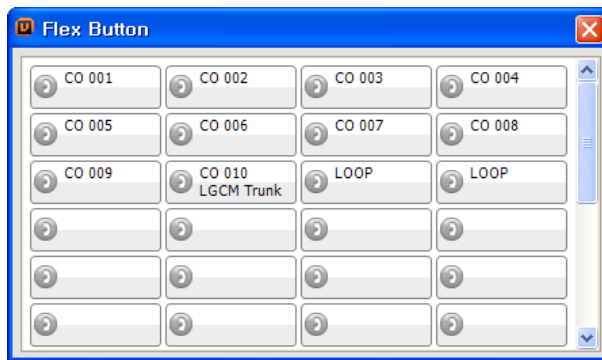 Flex Button
CO 001
CO 002
CO 003
CO 004
CO 005
CO 006
CO 007
CO 008
CO 009
CO 010
LGCM Trunk
LOOP
LOOP